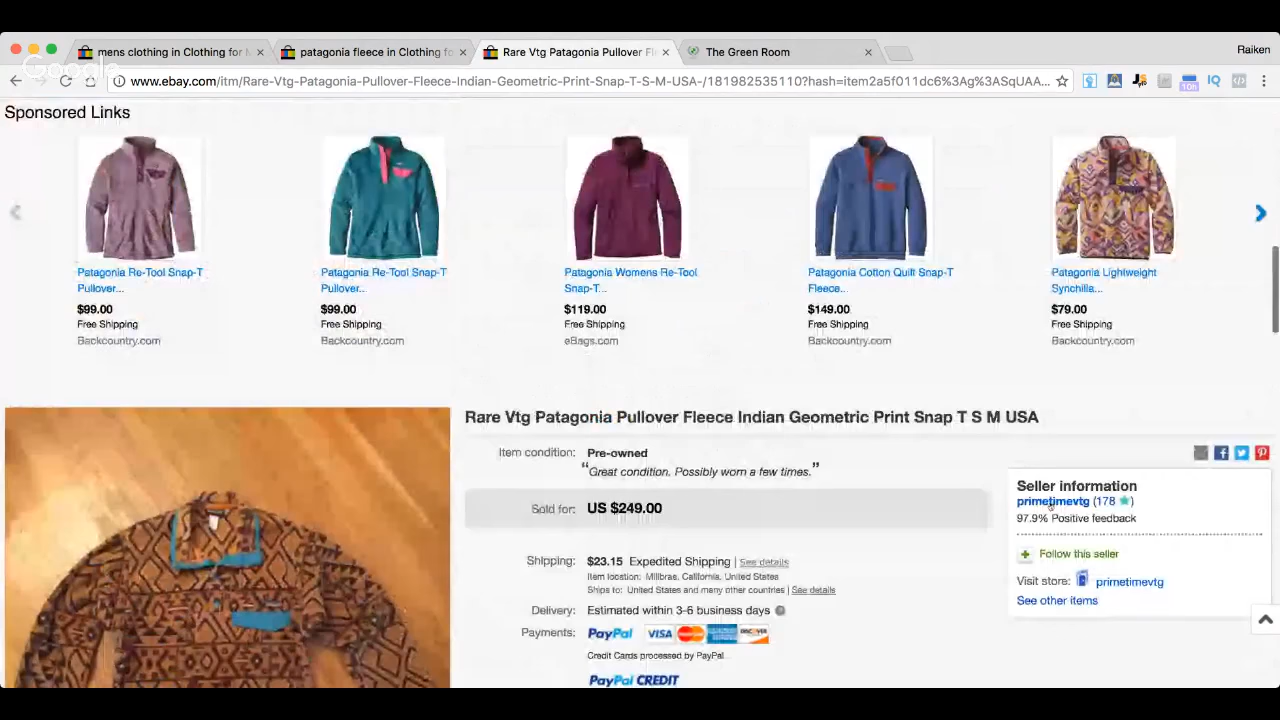 mens clothing in Clothing for M
patagonia fleece in Clothing fo
Rare Vtg Patagonia Pullover Fle
The Green Room
Raiken
Google
www.ebay.com/itm/Rare-Vtg-Patagonia-Pullover-Fleece-Indian-Geometric-Print-Snap-T-S-M-USA-/181982535110?hash=item2a5f011dc6%3Ag%3ASqUAA...
10h
IQ
Sponsored Links
Patagonia Re-Tool Snap-T
Pullover...
$99.00
Free Shipping
Backcountry.com
Patagonia Re-Tool Snap-T
Pullover...
$99.00
Free Shipping
Backcountry.com
Patagonia Womens Re-Tool
Snap-T...
$119.00
Free Shipping
eBags.com
Patagonia Cotton Quilt Snap-T
Fleece...
$149.00
Free Shipping
Backcountry.com
Patagonia Lightweight
Synchilla...
$79.00
Free Shipping
Backcountry.com
Rare Vtg Patagonia Pullover Fleece Indian Geometric Print Snap T S M USA
Item condition: Pre-owned
“Great condition. Possibly worn a few times.”
Sold for: US $249.00
Shipping: $23.15 Expedited Shipping | See details
Item location: Millbrae, California, United States
Ships to: United States and many other countries | See details
Delivery: Estimated within 3-6 business days
Payments: PayPal VISA MasterCard DISCOVER
Credit Cards processed by PayPal
PayPal CREDIT
Seller information
primetimevtg (178)
97.9% Positive feedback
Follow this seller
Visit store: primetimevtg
See other items